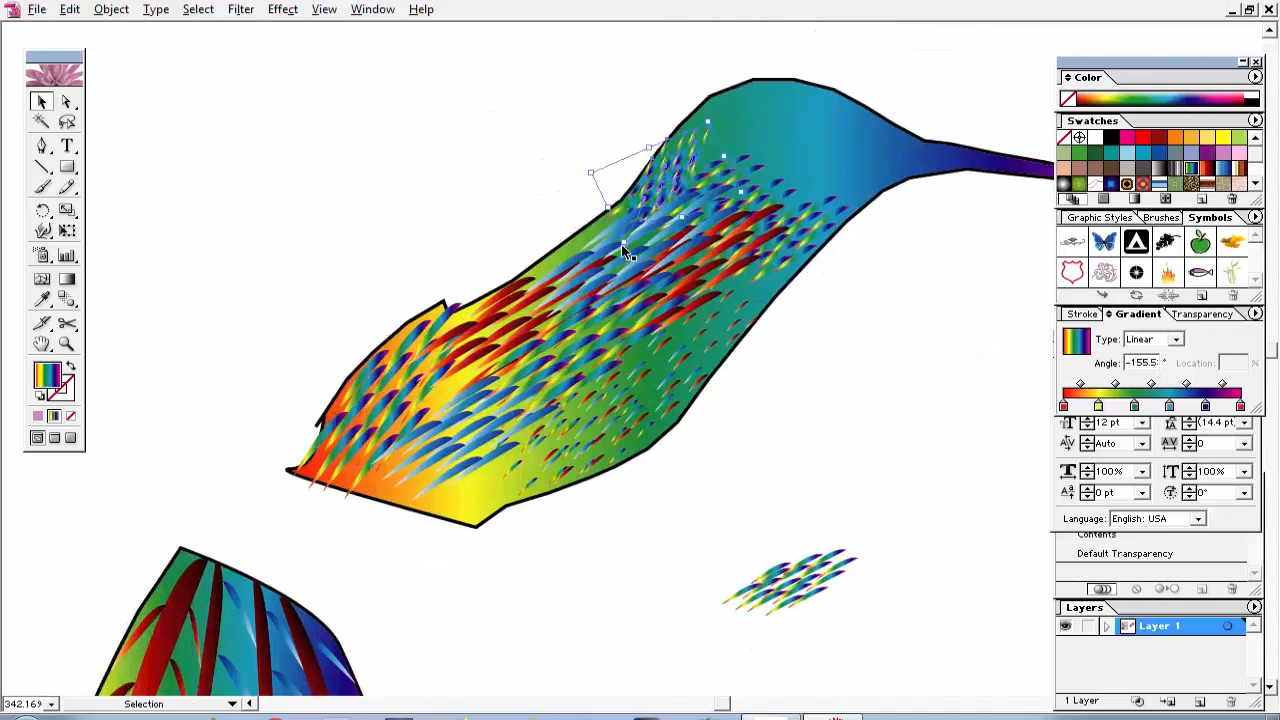 File Edit Object Type Select Filter Effect View Window Help
Color
Swatches
Graphic Styles Brushes Symbols
Stroke Gradient Transparency
Type: Linear
Angle: -155.5 ° Location: %
12 pt (14.4 pt)
Auto 0
100% 100%
0 pt 0°
Language: English: USA
Contents
Default Transparency
Layers
Layer 1
1 Layer
342.16% Selection